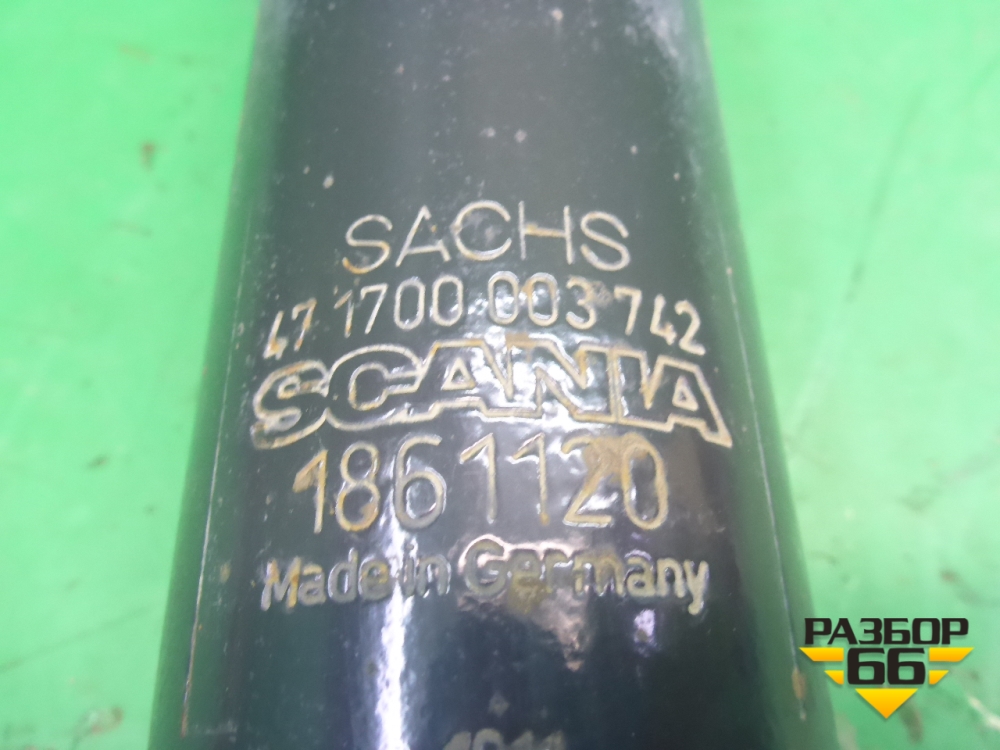 SACHS
47 1700 003 742
SCANIA
1861120
Made in Germany
РАЗБОР
66